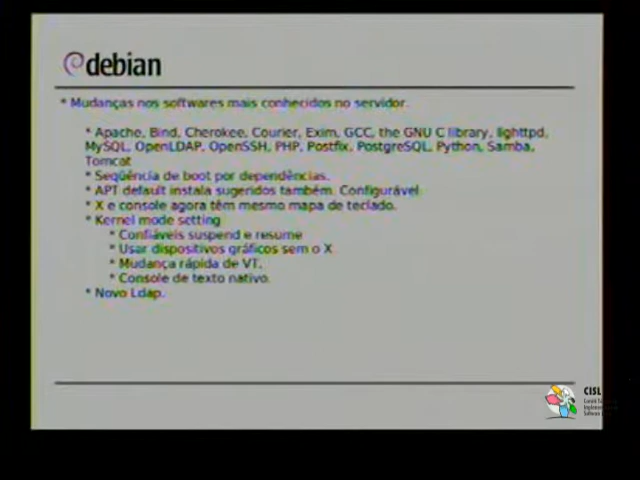 debian
* Mudanças nos softwares mais conhecidos no servidor.
* Apache, Bind, Cherokee, Courier, Exim, GCC, the GNU C library, lighttpd,
MySQL, OpenLDAP, OpenSSH, PHP, Postfix, PostgreSQL, Python, Samba,
Tomcat
* Seqüência de boot por dependências.
* APT default instala sugeridos também. Configurável
* X e console agora têm mesmo mapa de teclado.
* Kernel mode setting
* Confiáveis suspend e resume
* Usar dispositivos gráficos sem o X
* Mudança rápida de VT.
* Console de texto nativo.
* Novo Ldap.
CISL